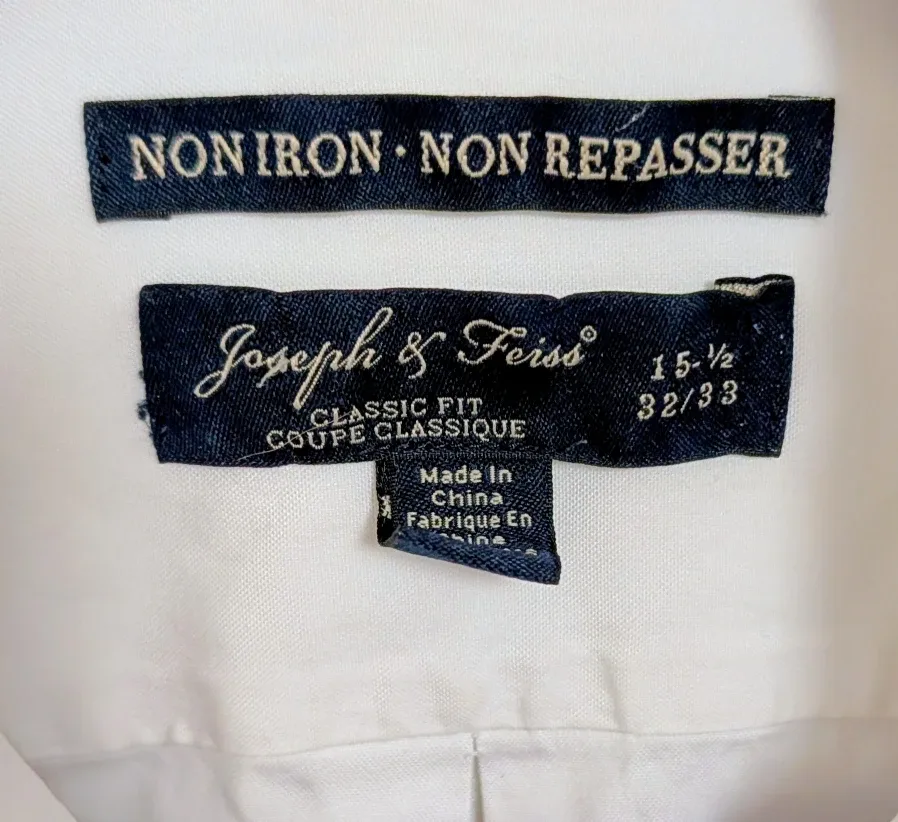 NON IRON · NON REPASSER
Joseph & Feiss®
15-½
32/33
CLASSIC FIT
COUPE CLASSIQUE
Made In
China
Fabrique En
Chine